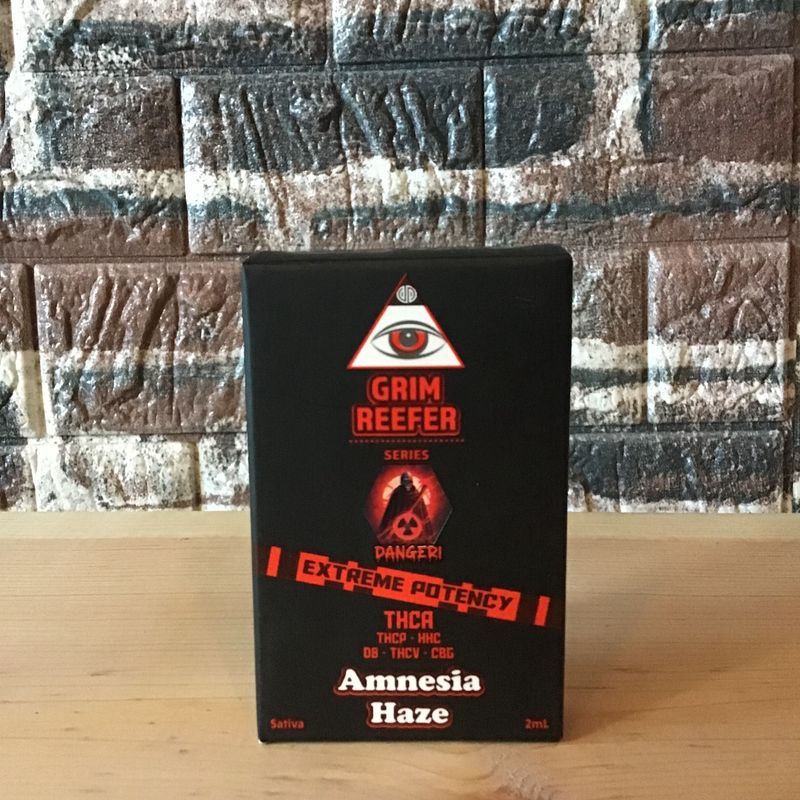 GRIM
REEFER
SERIES
DANGER!
EXTREME POTENCY
THCA
THCP - HHC
D8 - THCV - CBG
Amnesia
Haze
Sativa
2mL